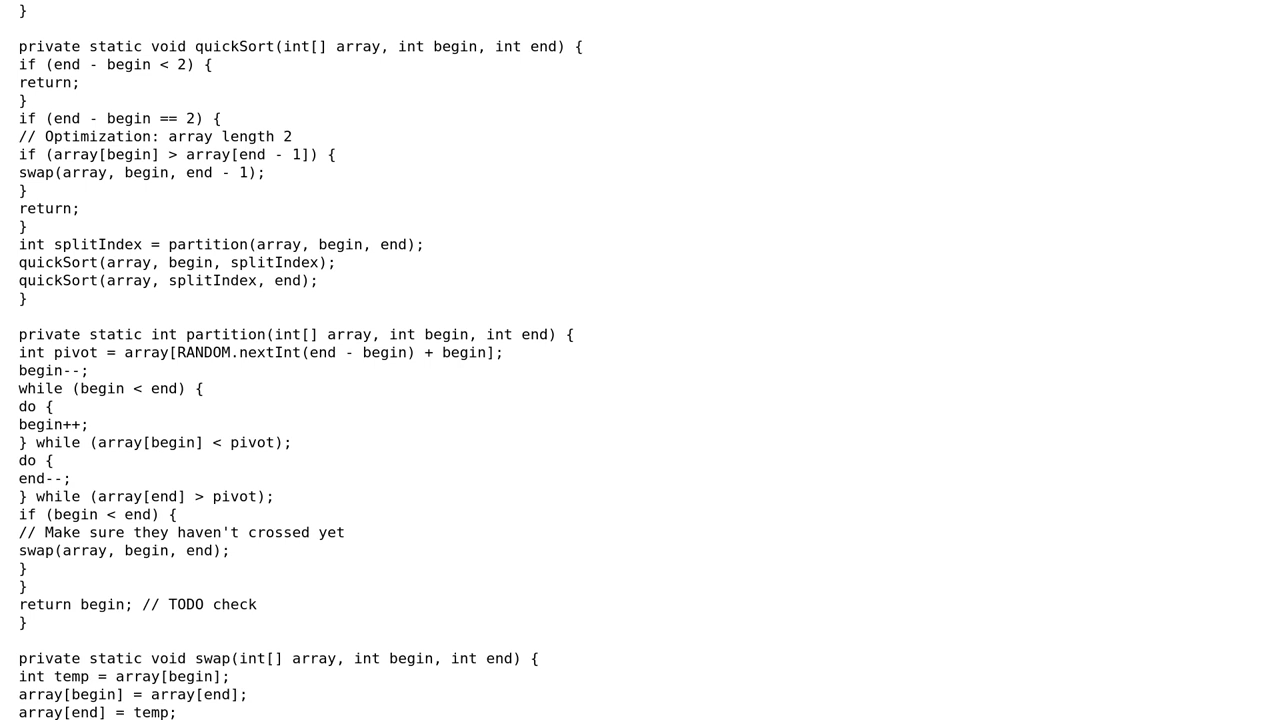 }
private static void quickSort(int[] array, int begin, int end) {
if (end - begin < 2) {
return;
}
if (end - begin == 2) {
// Optimization: array length 2
if (array[begin] > array[end - 1]) {
swap(array, begin, end - 1);
}
return;
}
int splitIndex = partition(array, begin, end);
quickSort(array, begin, splitIndex);
quickSort(array, splitIndex, end);
}
private static int partition(int[] array, int begin, int end) {
int pivot = array[RANDOM.nextInt(end - begin) + begin];
begin--;
while (begin < end) {
do {
begin++;
} while (array[begin] < pivot);
do {
end--;
} while (array[end] > pivot);
if (begin < end) {
// Make sure they haven't crossed yet
swap(array, begin, end);
}
}
return begin; // TODO check
}
private static void swap(int[] array, int begin, int end) {
int temp = array[begin];
array[begin] = array[end];
array[end] = temp;